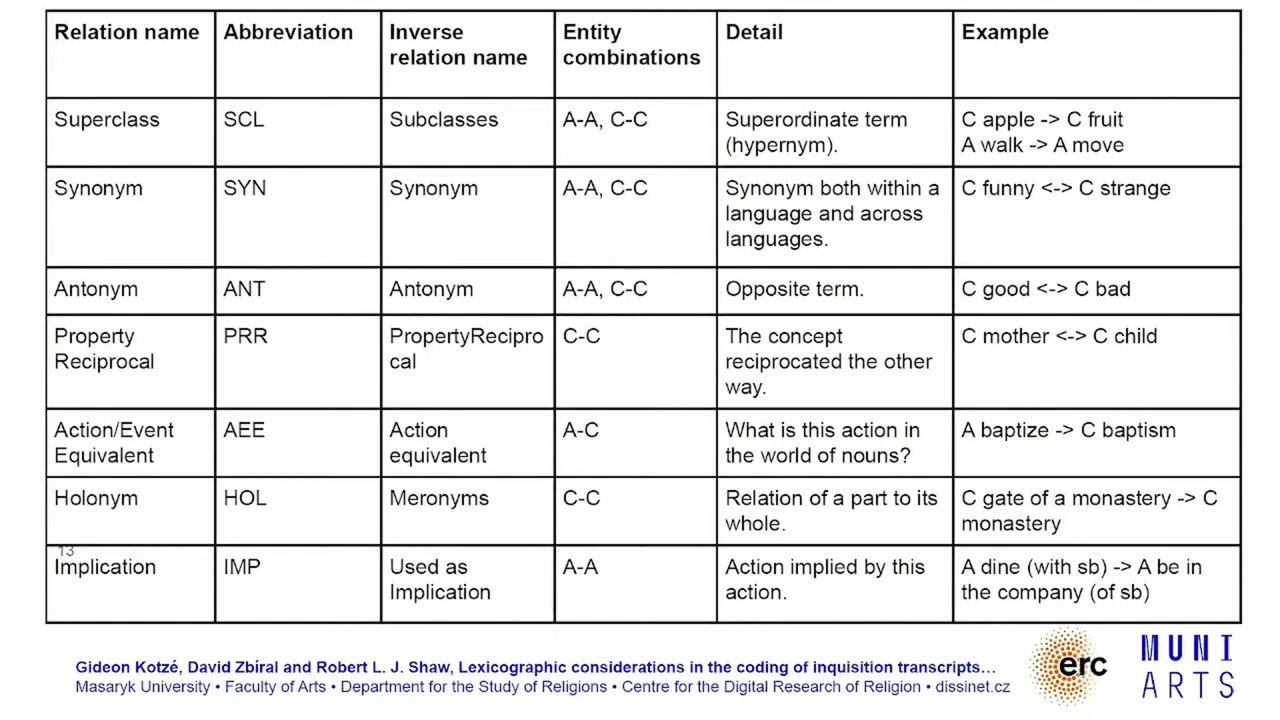 Relation name
Abbreviation
Inverse
relation name
Entity
combinations
Detail
Example
Superclass
SCL
Subclasses
A-A, C-C
Superordinate term
(hypernym).
C apple -> C fruit
A walk -> A move
Synonym
SYN
Synonym
A-A, C-C
Synonym both within a
language and across
languages.
C funny <-> C strange
Antonym
ANT
Antonym
A-A, C-C
Opposite term.
C good <-> C bad
Property
Reciprocal
PRR
PropertyRecipro
cal
C-C
The concept
reciprocated the other
way.
C mother <-> C child
Action/Event
Equivalent
AEE
Action
equivalent
A-C
What is this action in
the world of nouns?
A baptize -> C baptism
Holonym
HOL
Meronyms
C-C
Relation of a part to its
whole.
C gate of a monastery -> C
monastery
13
Implication
IMP
Used as
Implication
A-A
Action implied by this
action.
A dine (with sb) -> A be in
the company (of sb)
Gideon Kotzé, David Zbíral and Robert L. J. Shaw, Lexicographic considerations in the coding of inquisition transcripts…
Masaryk University • Faculty of Arts • Department for the Study of Religions • Centre for the Digital Research of Religion • dissinet.cz
erc
MUNI
ARTS